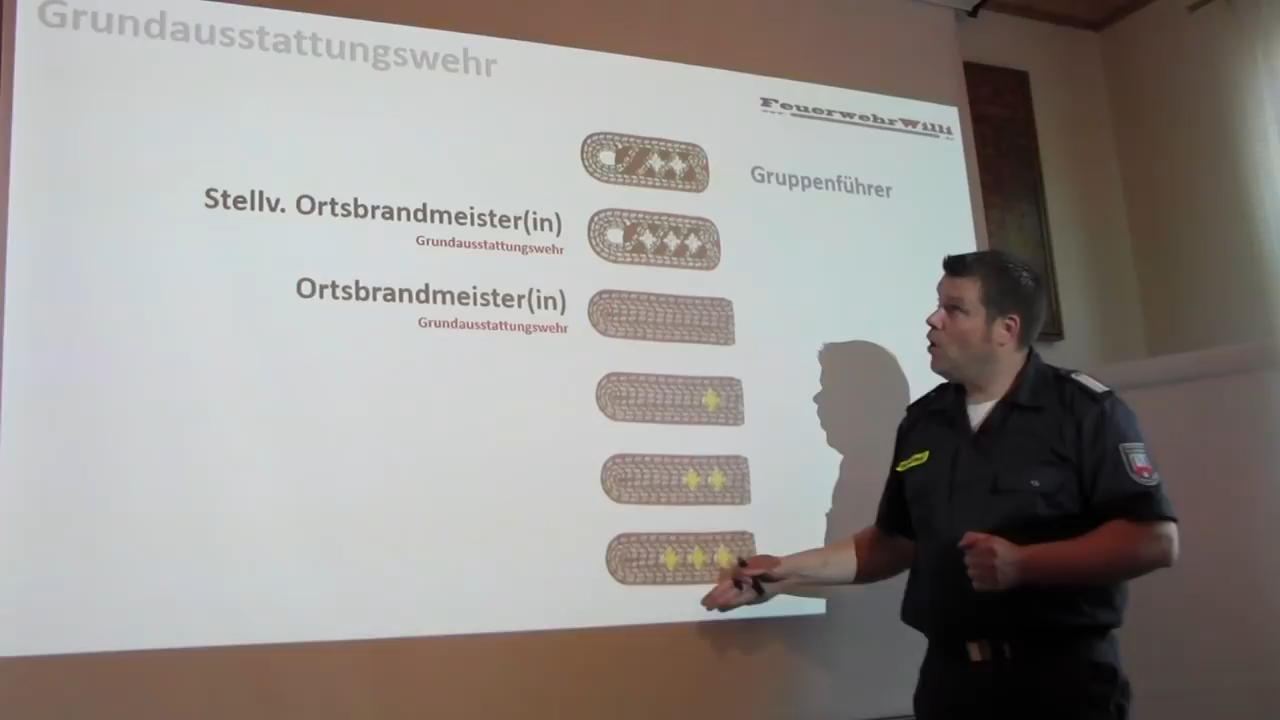 Grundausstattungswehr
FeuerwehrWilli
Gruppenführer
Stellv. Ortsbrandmeister(in)
Grundausstattungswehr
Ortsbrandmeister(in)
Grundausstattungswehr